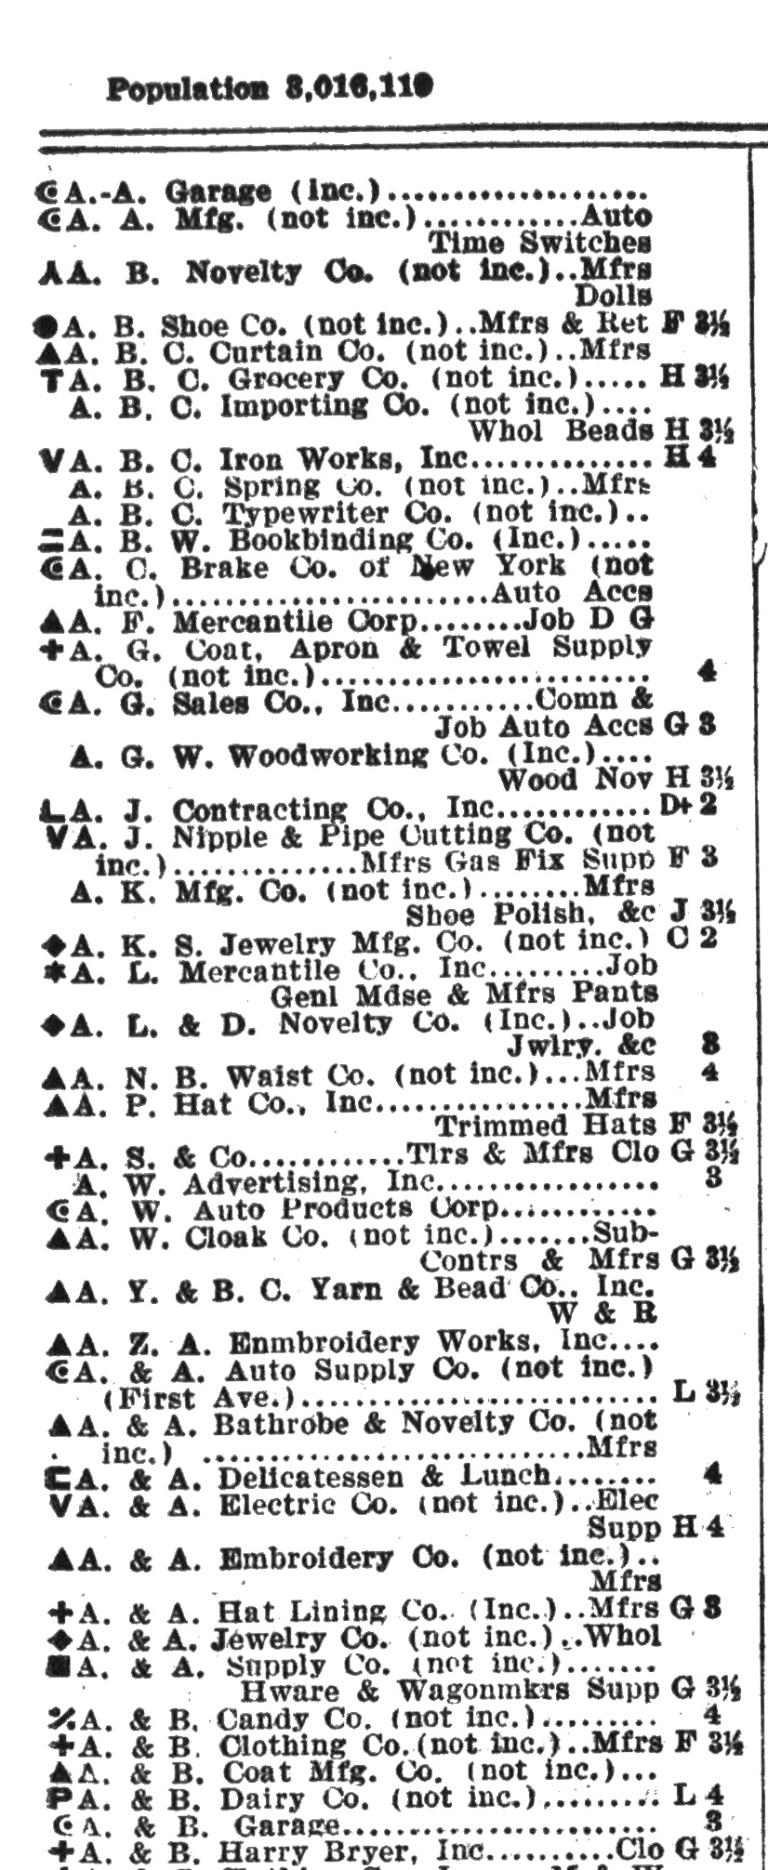 Population 3,016,110
A.-A. Garage (Inc.)....................
A. A. Mfg. (not inc.)............Auto
Time Switches
▲A. B. Novelty Co. (not inc.)..Mfrs
Dolls
●A. B. Shoe Co. (not inc.)..Mfrs & Ret F 3½
▲A. B. C. Curtain Co. (not inc.)..Mfrs
TA. B. C. Grocery Co. (not inc.)..... H 3½
A. B. C. Importing Co. (not inc.)....
Whol Beads H 3½
VA. B. C. Iron Works, Inc.............. H 4
A. B. C. Spring Co. (not inc.)..Mfrs
A. B. C. Typewriter Co. (not inc.)..
=A. B. W. Bookbinding Co. (Inc.).....
A. C. Brake Co. of New York (not
inc.)........................Auto Accs
▲A. F. Mercantile Corp........Job D G
+A. G. Coat, Apron & Towel Supply
Co. (not inc.)......................... 4
A. G. Sales Co., Inc...........Comn &
Job Auto Accs G 3
A. G. W. Woodworking Co. (Inc.)....
Wood Nov H 3½
LA. J. Contracting Co., Inc............ D+ 2
VA. J. Nipple & Pipe Cutting Co. (not
inc.)..............Mfrs Gas Fix Supp F 3
A. K. Mfg. Co. (not inc.)........Mfrs
Shoe Polish, &c J 3½
◆A. K. S. Jewelry Mfg. Co. (not inc.) C 2
*A. L. Mercantile Co., Inc.........Job
Genl Mdse & Mfrs Pants
◆A. L. & D. Novelty Co. (Inc.)..Job
Jwlry, &c 3
▲A. N. B. Waist Co. (not inc.)...Mfrs 4
▲A. P. Hat Co., Inc................Mfrs
Trimmed Hats F 3½
+A. S. & Co............Tlrs & Mfrs Clo G 3½
A. W. Advertising, Inc................. 3
A. W. Auto Products Corp............
▲A. W. Cloak Co. (not inc.).......Sub-
Contrs & Mfrs G 3½
▲A. Y. & B. C. Yarn & Bead Co., Inc.
W & R
▲A. Z. A. Enmbroidery Works, Inc....
A. & A. Auto Supply Co. (not inc.)
(First Ave.)........................... L 3½
▲A. & A. Bathrobe & Novelty Co. (not
inc.) .............................Mfrs
A. & A. Delicatessen & Lunch........ 4
VA. & A. Electric Co. (not inc.)..Elec
Supp H 4
▲A. & A. Embroidery Co. (not inc.)..
Mfrs
+A. & A. Hat Lining Co. (Inc.)..Mfrs G 3
◆A. & A. Jewelry Co. (not inc.)..Whol
■A. & A. Supply Co. (not inc.).......
Hware & Wagonmkrs Supp G 3½
%A. & B. Candy Co. (not inc.)......... 4
+A. & B. Clothing Co. (not inc.)..Mfrs F 3½
▲A. & B. Coat Mfg. Co. (not inc.)...
PA. & B. Dairy Co. (not inc.)......... L 4
A. & B. Garage........................ 3
+A. & B. Harry Bryer, Inc..........Clo G 3½